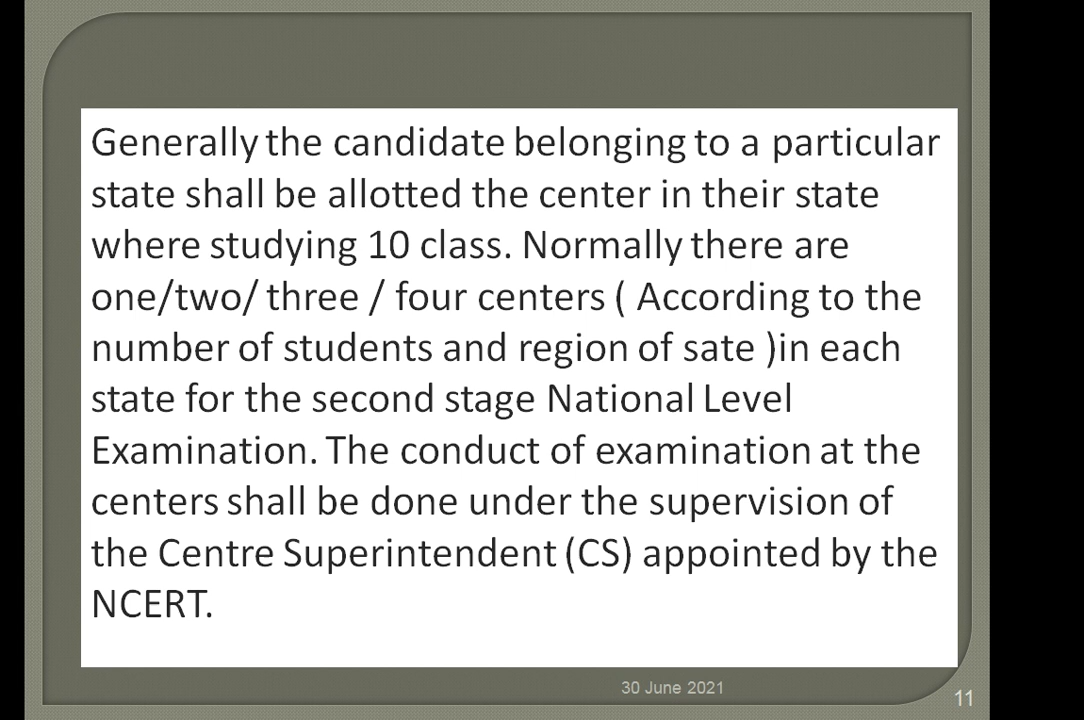 Generally the candidate belonging to a particular
state shall be allotted the center in their state
where studying 10 class. Normally there are
one/two/ three / four centers ( According to the
number of students and region of sate )in each
state for the second stage National Level
Examination. The conduct of examination at the
centers shall be done under the supervision of
the Centre Superintendent (CS) appointed by the
NCERT.
30 June 2021
11